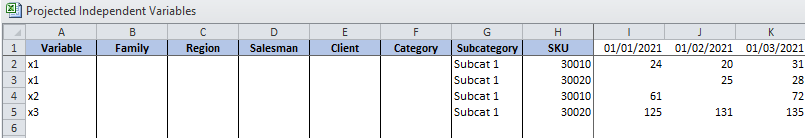 Projected Independent Variables
A B C D E F G H I J K
1 Variable Family Region Salesman Client Category Subcategory SKU 01/01/2021 01/02/2021 01/03/2021
2 x1 Subcat 1 30010 24 20 31
3 x1 Subcat 1 30020 25 28
4 x2 Subcat 1 30010 61 72
5 x3 Subcat 1 30020 125 131 135
6